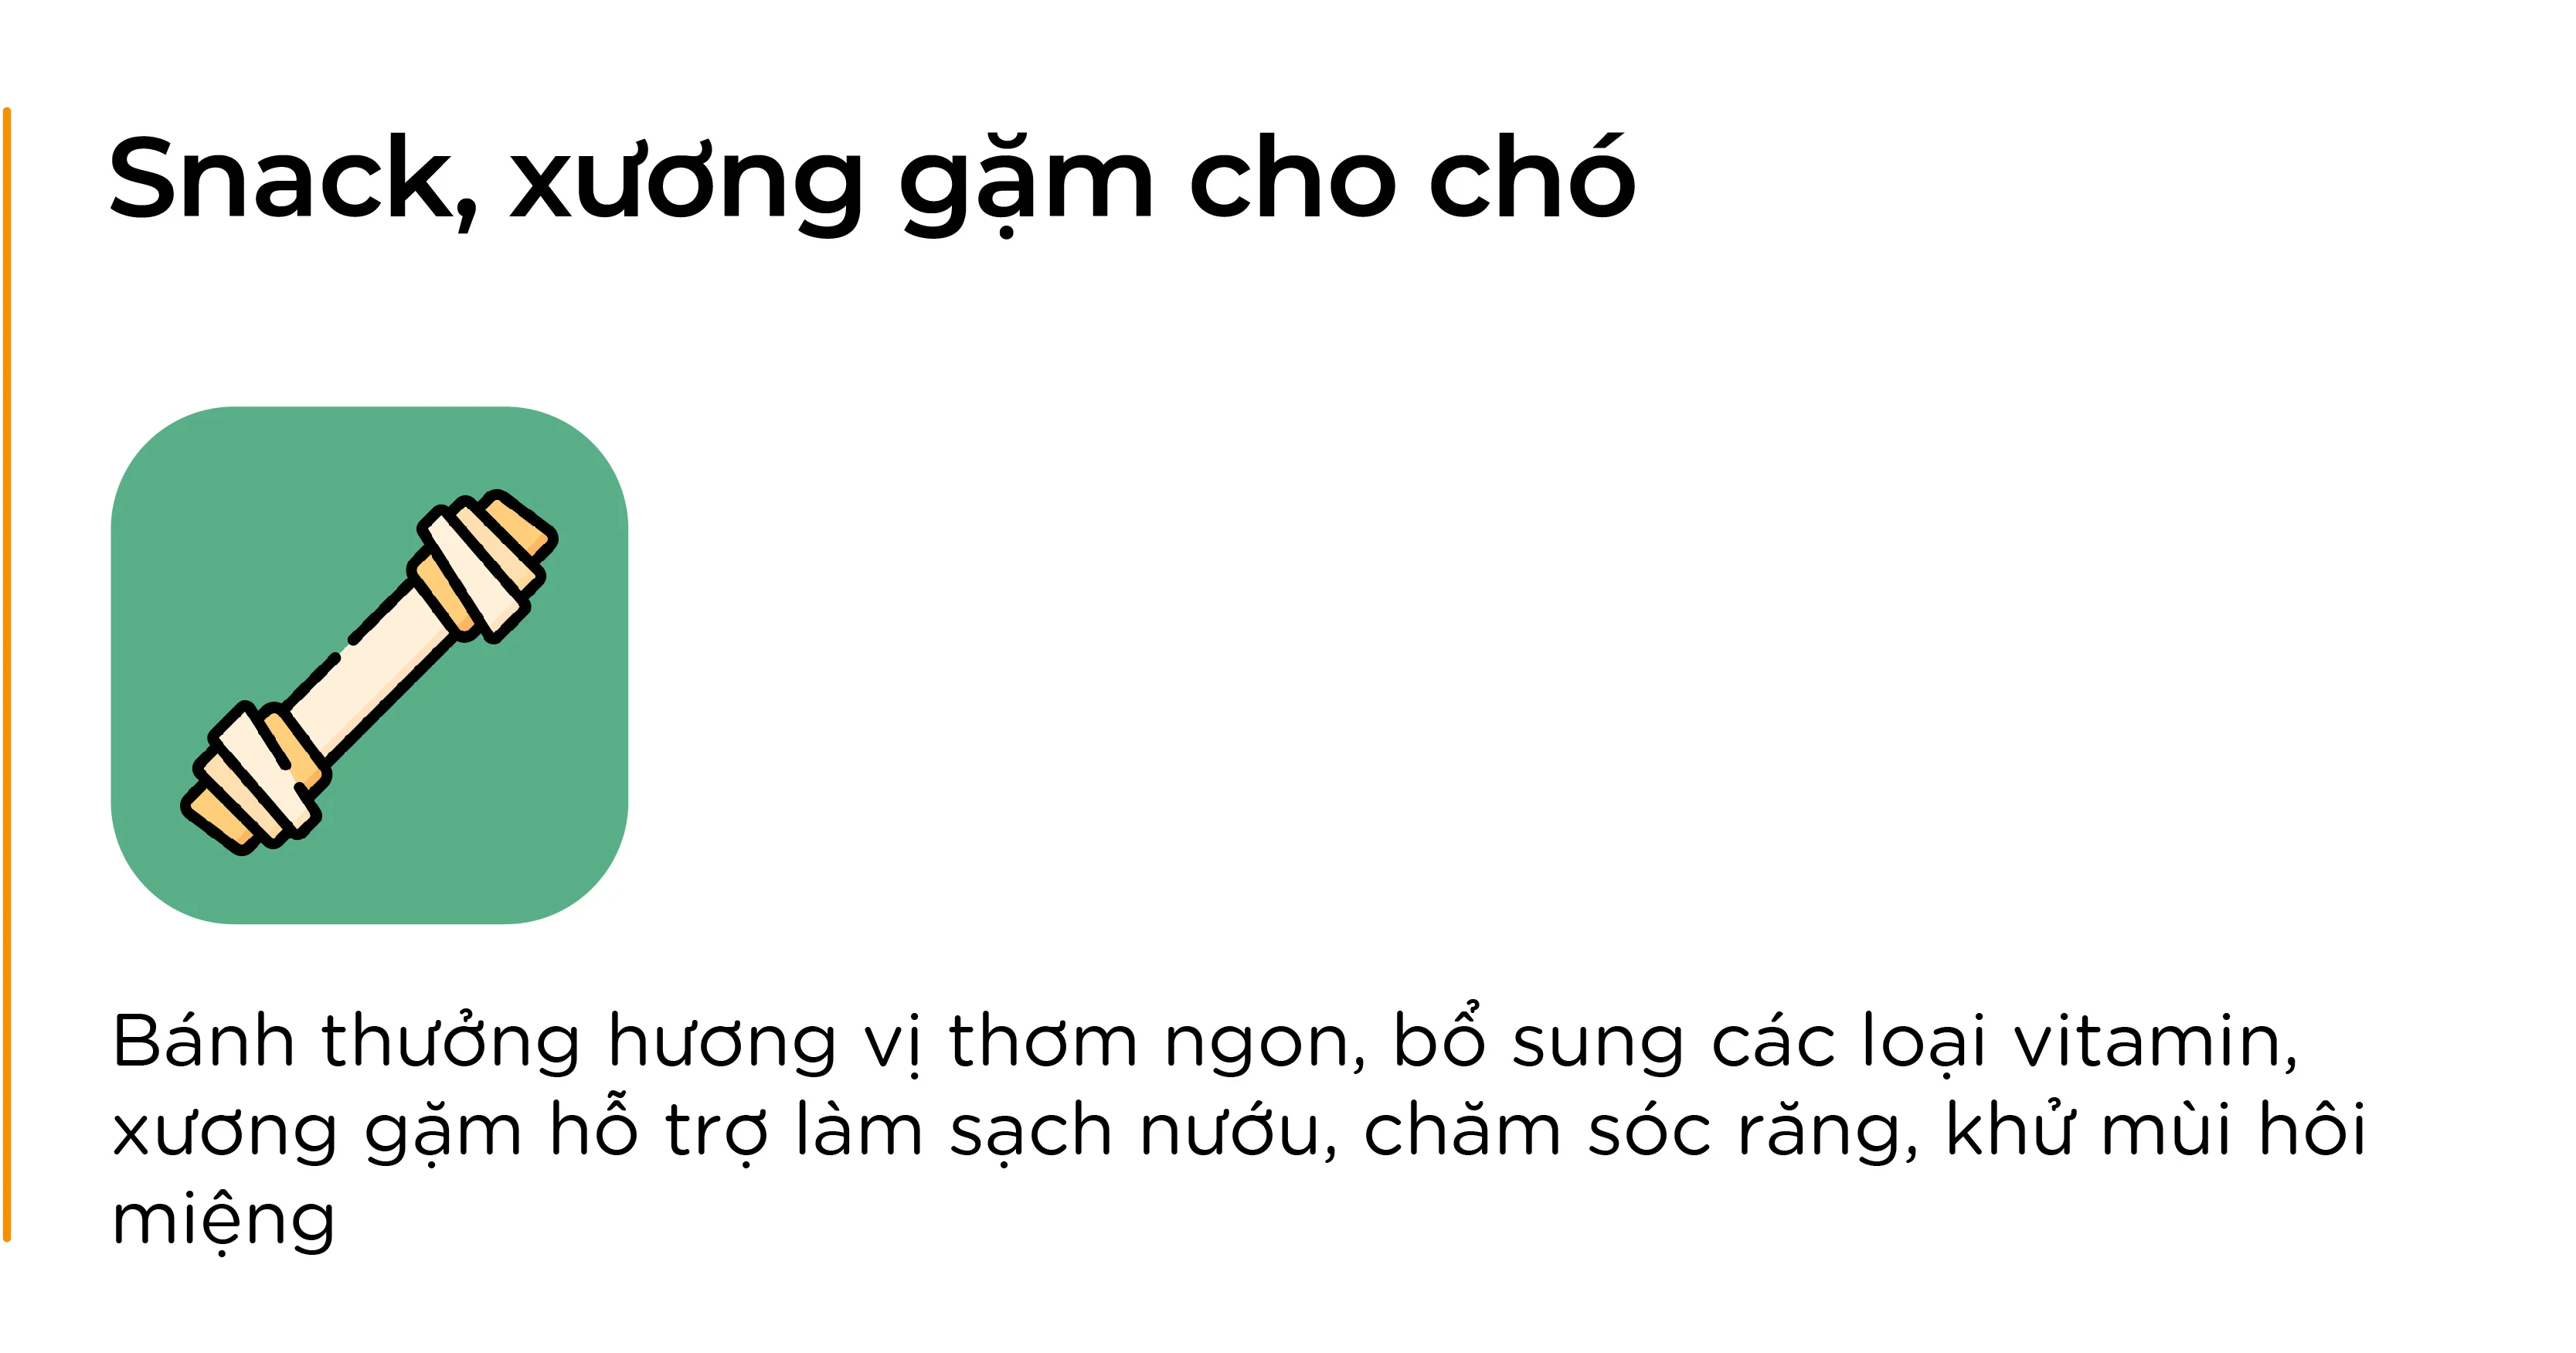 Snack, xương gặm cho chó
Bánh thưởng hương vị thơm ngon, bổ sung các loại vitamin,
xương gặm hỗ trợ làm sạch nướu, chăm sóc răng, khử mùi hôi
miệng